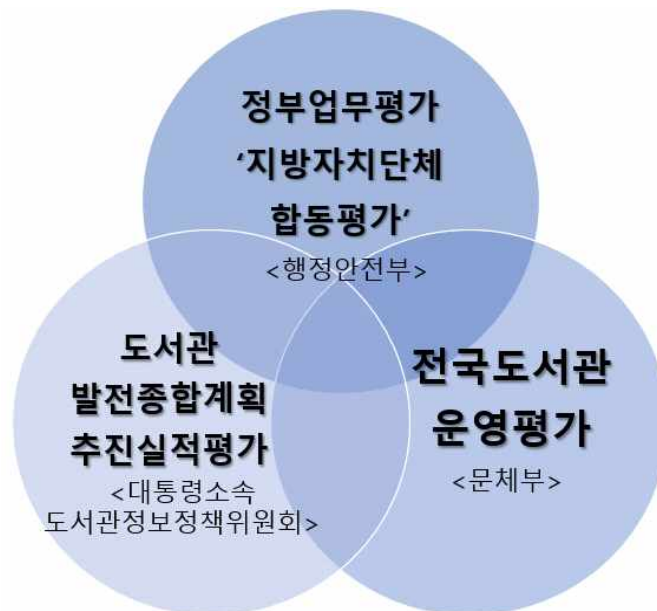 정부업무평가
‘지방자치단체
합동평가’
<행정안전부>
도서관
발전종합계획
추진실적평가
<대통령소속
도서관정보정책위원회>
전국도서관
운영평가
<문체부>